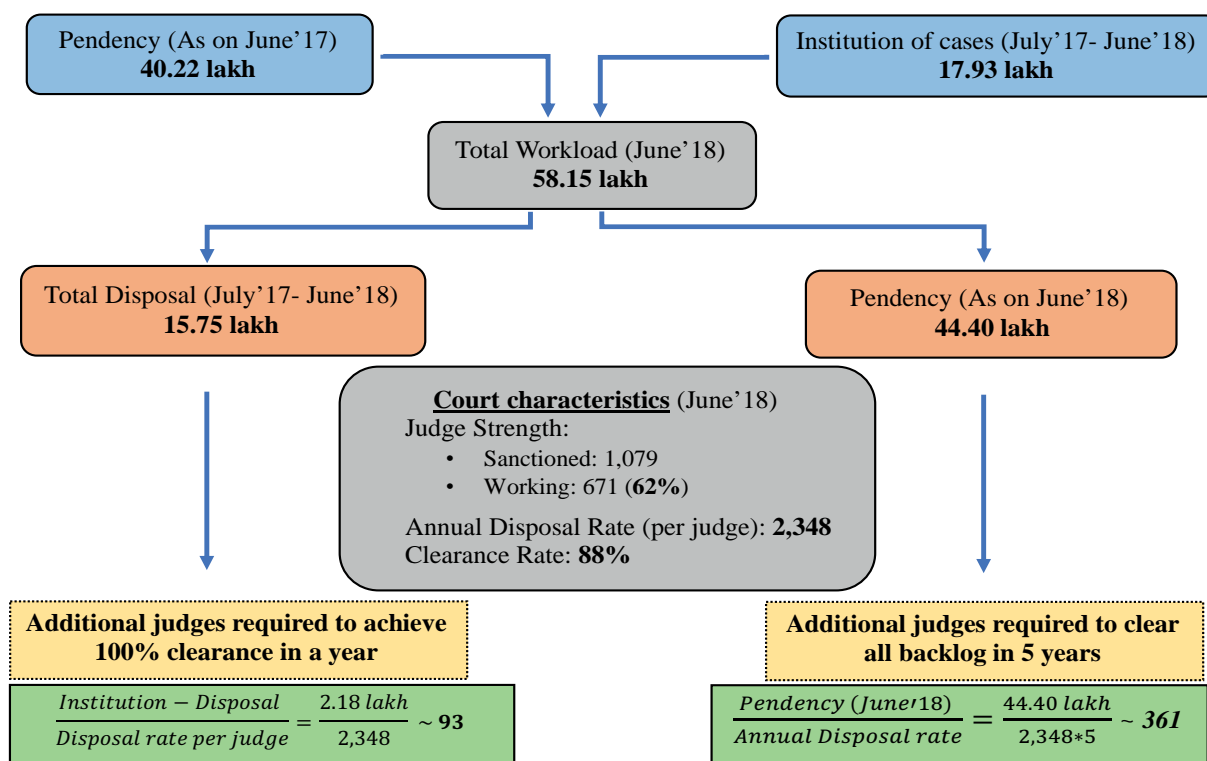 Pendency (As on June’17)
40.22 lakh
Institution of cases (July’17- June’18)
17.93 lakh
Total Workload (June’18)
58.15 lakh
Total Disposal (July’17- June’18)
15.75 lakh
Pendency (As on June’18)
44.40 lakh
Court characteristics (June’18)
Judge Strength:
• Sanctioned: 1,079
• Working: 671 (62%)
Annual Disposal Rate (per judge): 2,348
Clearance Rate: 88%
Additional judges required to achieve
100% clearance in a year
Institution − Disposal / Disposal rate per judge = 2.18 lakh / 2,348 ~ 93
Additional judges required to clear
all backlog in 5 years
Pendency (June′18) / Annual Disposal rate = 44.40 lakh / 2,348*5 ~ 361